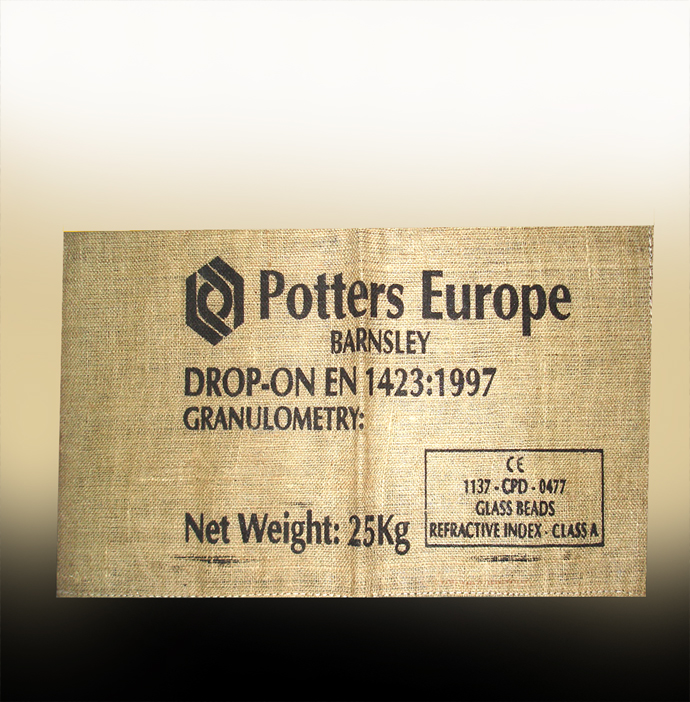 Potters Europe
BARNSLEY
DROP-ON EN 1423:1997
GRANULOMETRY:
CE
1137 - CPD - 0477
GLASS BEADS
REFRACTIVE INDEX - CLASS A
Net Weight: 25Kg